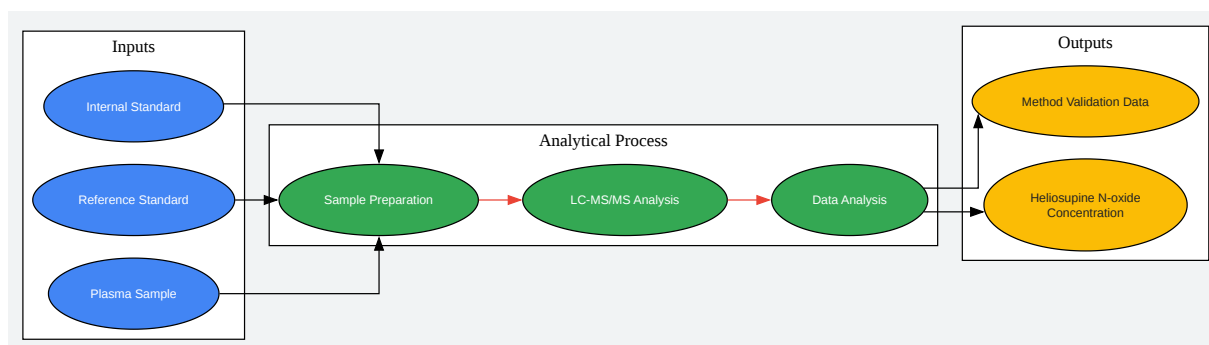 Inputs
Internal Standard
Reference Standard
Plasma Sample
Analytical Process
Sample Preparation
LC-MS/MS Analysis
Data Analysis
Outputs
Method Validation Data
Heliosupine N-oxide
Concentration